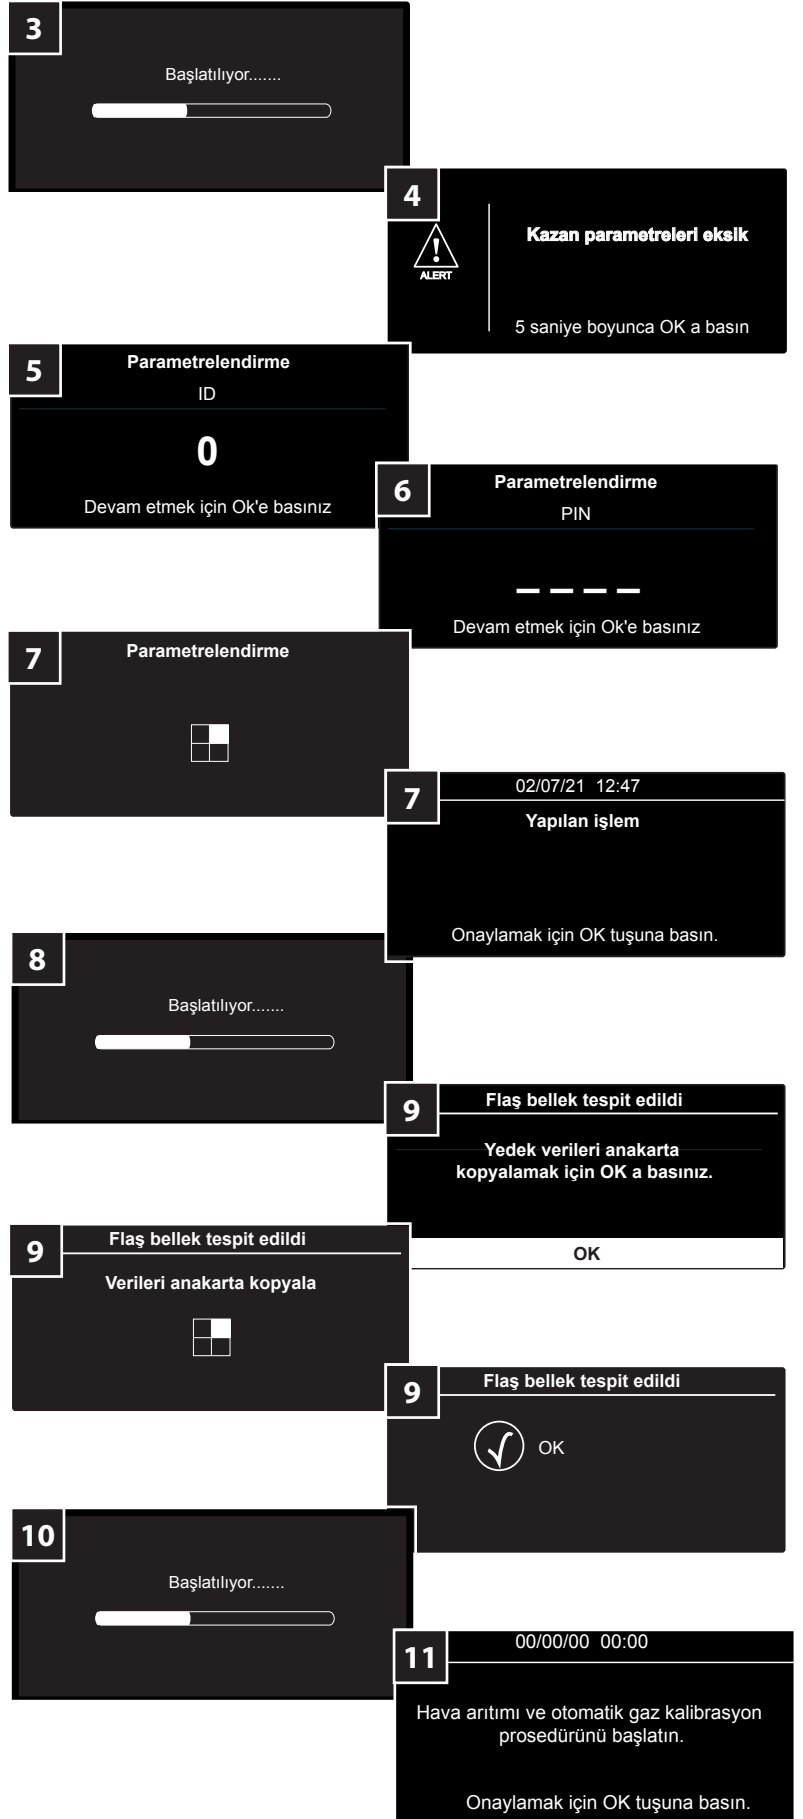 3
Başlatılıyor.......
4
Kazan parametreleri eksik
ALERT
5 saniye boyunca OK a basın
5
Parametrelendirme
ID
0
Devam etmek için Ok'e basınız
6
Parametrelendirme
PIN
_ _ _ _
Devam etmek için Ok'e basınız
7
Parametrelendirme
7
02/07/21 12:47
Yapılan işlem
Onaylamak için OK tuşuna basın.
8
Başlatılıyor.......
9
Flaş bellek tespit edildi
Yedek verileri anakarta
kopyalamak için OK a basınız.
OK
9
Flaş bellek tespit edildi
Verileri anakarta kopyala
9
Flaş bellek tespit edildi
OK
10
Başlatılıyor.......
11
00/00/00 00:00
Hava arıtımı ve otomatik gaz kalibrasyon
prosedürünü başlatın.
Onaylamak için OK tuşuna basın.